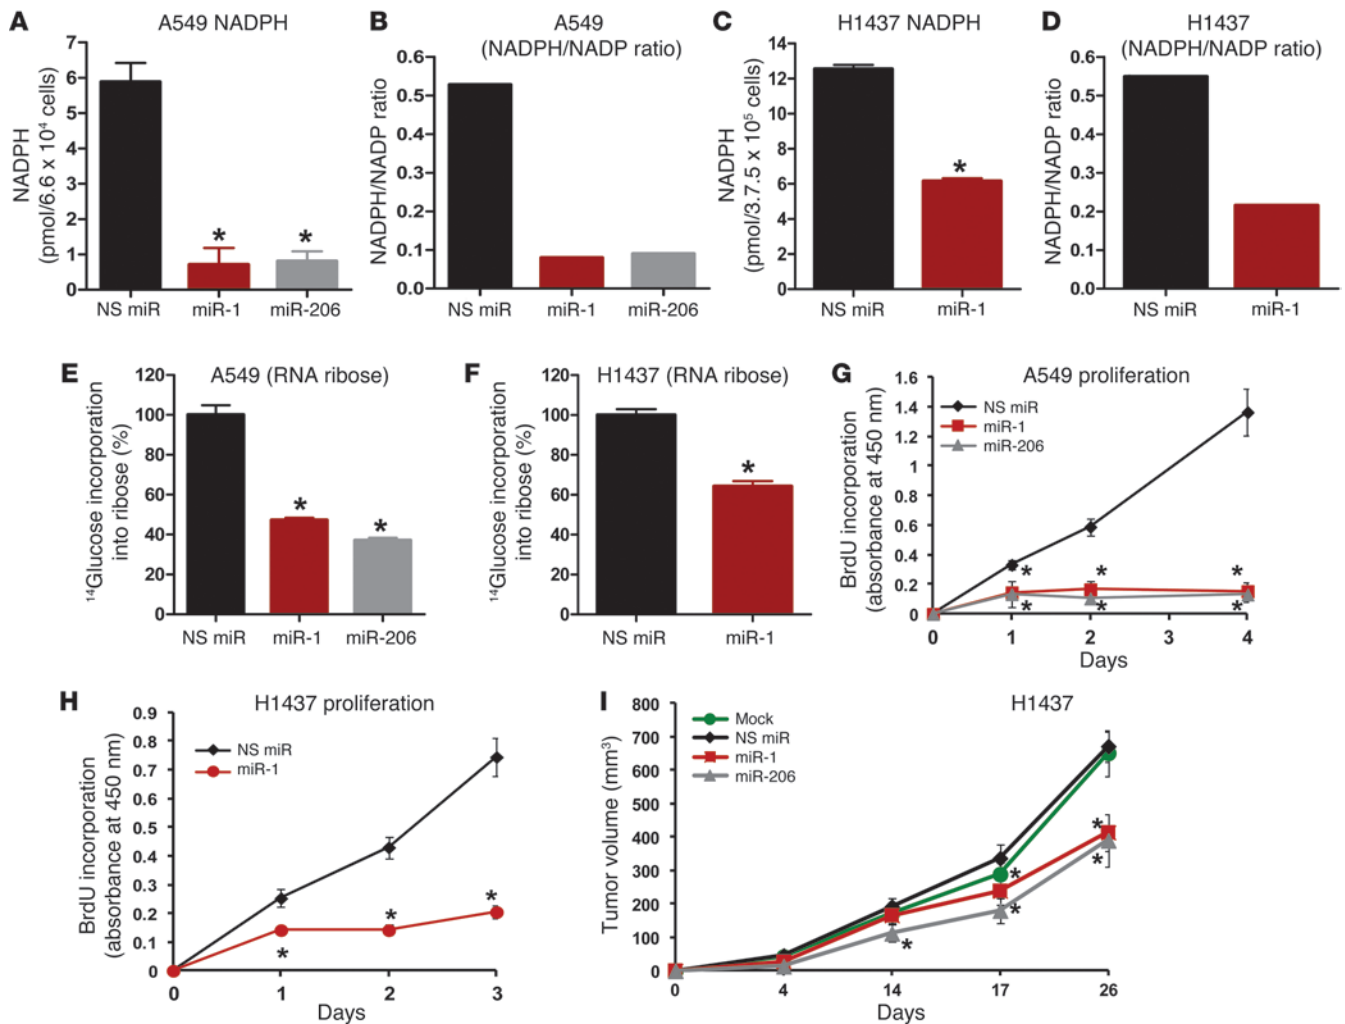 A
A549 NADPH
NADPH
(pmol/6.6 x 10⁴ cells)
7
6
5
4
3
2
1
0
*
*
NS miR
miR-1
miR-206
B
A549
(NADPH/NADP ratio)
NADPH/NADP ratio
0.6
0.5
0.4
0.3
0.2
0.1
0.0
NS miR
miR-1
miR-206
C
H1437 NADPH
NADPH
(pmol/3.7.5 x 10⁵ cells)
14
12
10
8
6
4
2
0
*
NS miR
miR-1
D
H1437
(NADPH/NADP ratio)
NADPH/NADP ratio
0.6
0.5
0.4
0.3
0.2
0.1
0.0
NS miR
miR-1
E
A549 (RNA ribose)
¹⁴Glucose incorporation
into ribose (%)
120
100
80
60
40
20
0
*
*
NS miR
miR-1
miR-206
F
H1437 (RNA ribose)
¹⁴Glucose incorporation
into ribose (%)
120
100
80
60
40
20
0
*
NS miR
miR-1
G
A549 proliferation
BrdU incorporation
(absorbance at 450 nm)
1.6
1.4
1.2
1
0.8
0.6
0.4
0.2
0
NS miR
miR-1
miR-206
*
*
*
*
*
*
0
1
2
3
4
Days
H
H1437 proliferation
BrdU incorporation
(absorbance at 450 nm)
0.9
0.8
0.7
0.6
0.5
0.4
0.3
0.2
0.1
0
NS miR
miR-1
*
*
*
0
1
2
3
Days
I
H1437
Tumor volume (mm³)
800
700
600
500
400
300
200
100
0
Mock
NS miR
miR-1
miR-206
*
*
*
*
*
0
4
14
17
26
Days